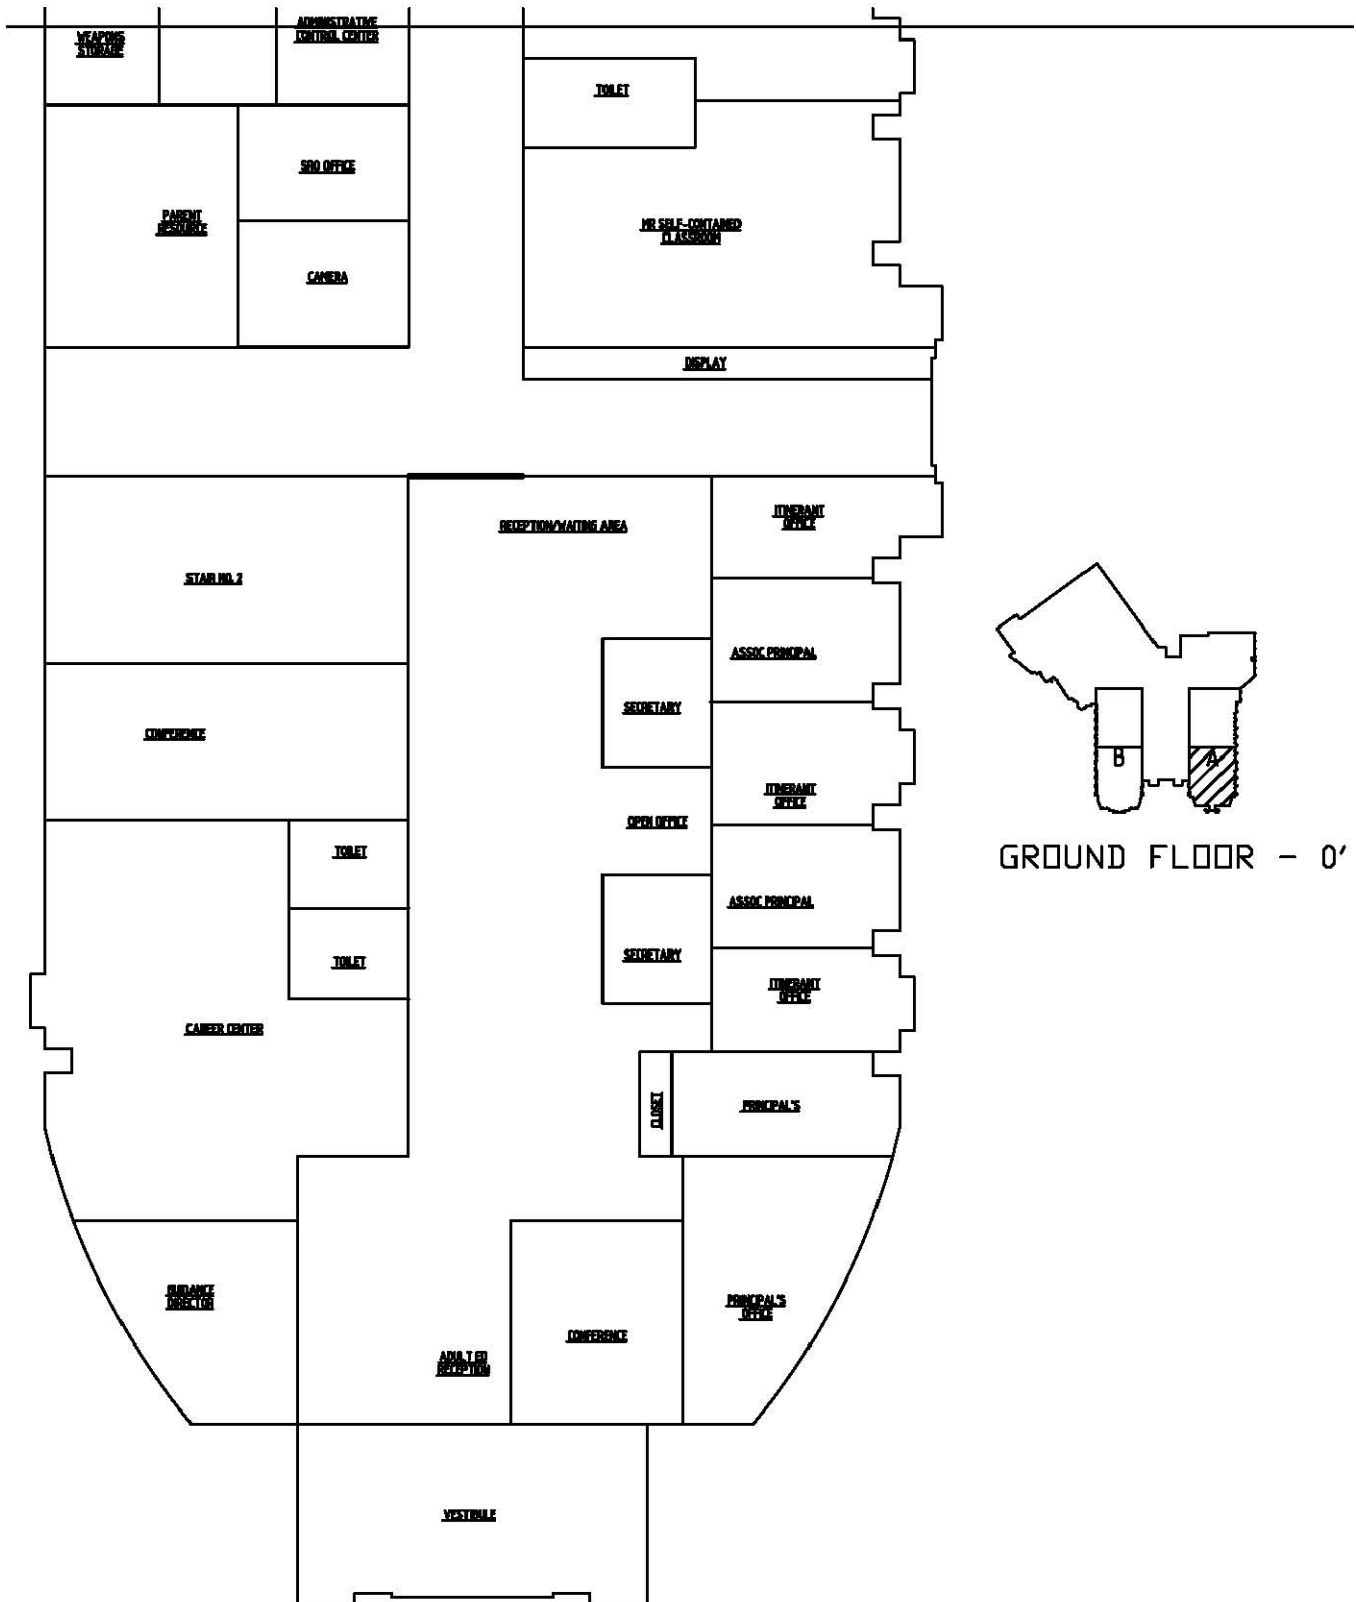 WEAPONS
STORAGE
ADMINISTRATIVE
CONTROL CENTER
TOILET
SRO OFFICE
PARENT
RESOURCE
MR SELF-CONTAINED
CLASSROOM
CAMERA
DISPLAY
RECEPTION/WAITING AREA
ITINERANT
OFFICE
STAIR NO. 2
ASSOC PRINCIPAL
SECRETARY
CONFERENCE
ITINERANT
OFFICE
OPEN OFFICE
B
A
GROUND FLOOR - 0'
TOILET
ASSOC PRINCIPAL
TOILET
SECRETARY
ITINERANT
OFFICE
CAREER CENTER
CLOSET
PRINCIPAL'S
GUIDANCE
DIRECTOR
PRINCIPAL'S
OFFICE
CONFERENCE
ADULT ED
RECEPTION
VESTIBULE